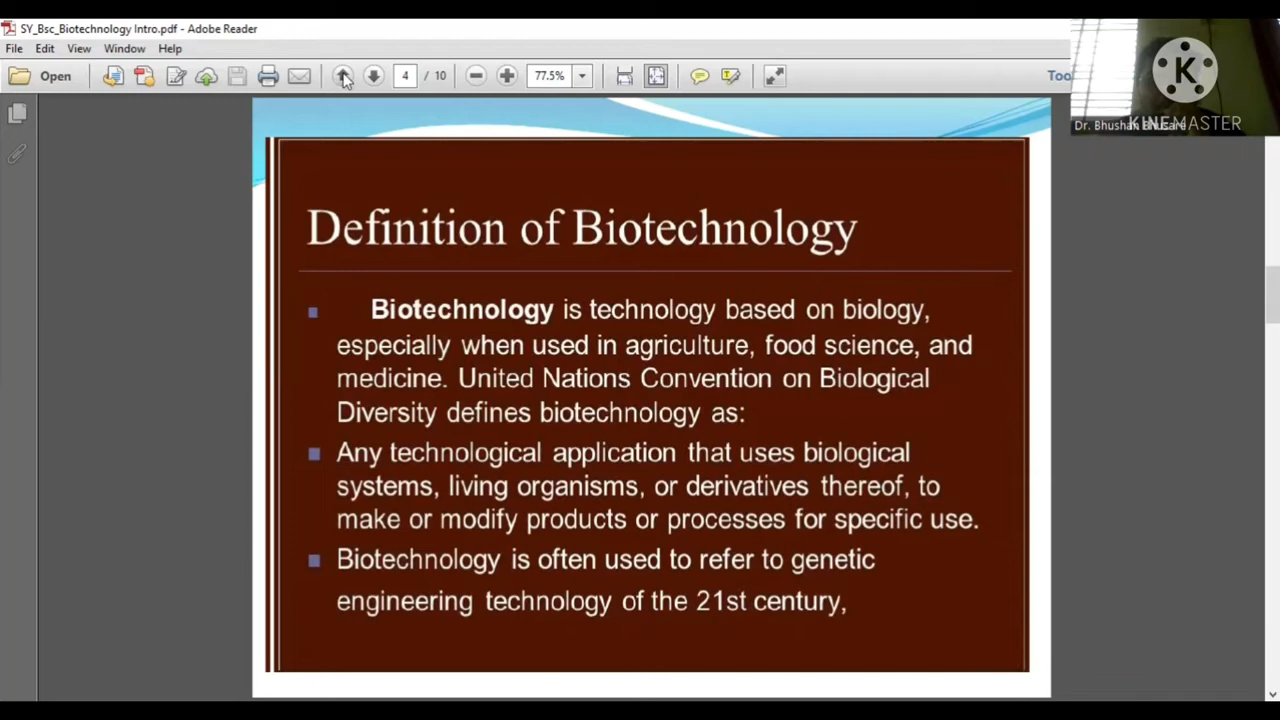 SY_Bsc_Biotechnology Intro.pdf - Adobe Reader
File Edit View Window Help
Open 4 / 10 77.5%
K
Dr. Bhushan
KINEMASTER
Definition of Biotechnology
Biotechnology is technology based on biology,
especially when used in agriculture, food science, and
medicine. United Nations Convention on Biological
Diversity defines biotechnology as:
Any technological application that uses biological
systems, living organisms, or derivatives thereof, to
make or modify products or processes for specific use.
Biotechnology is often used to refer to genetic
engineering technology of the 21st century,